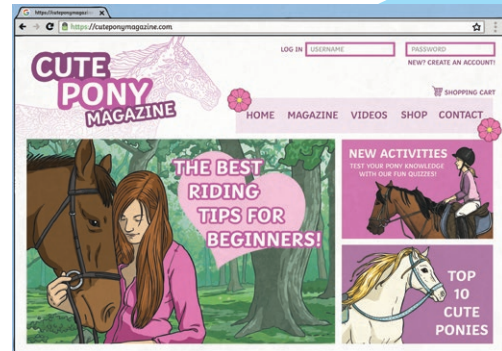 https://cuteponymagazine.com
LOG IN USERNAME PASSWORD
NEW? CREATE AN ACCOUNT!
CUTE
PONY
MAGAZINE
SHOPPING CART
HOME MAGAZINE VIDEOS SHOP CONTACT
THE BEST
RIDING
TIPS FOR
BEGINNERS!
NEW ACTIVITIES
TEST YOUR PONY KNOWLEDGE
WITH OUR FUN QUIZZES!
TOP
10
CUTE
PONIES